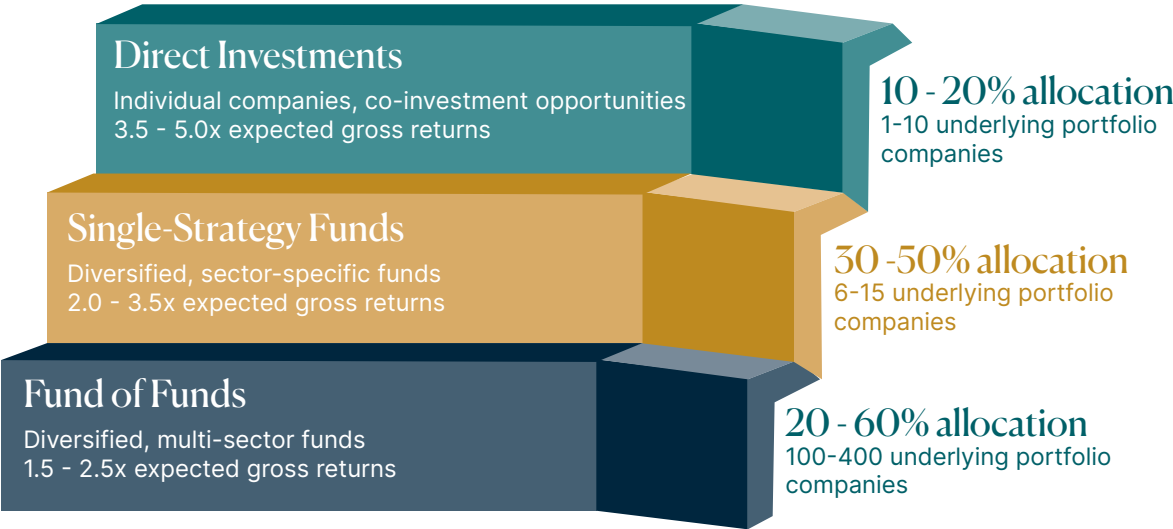 Direct Investments
Individual companies, co-investment opportunities
3.5 - 5.0x expected gross returns
10 - 20% allocation
1-10 underlying portfolio
companies
Single-Strategy Funds
Diversified, sector-specific funds
2.0 - 3.5x expected gross returns
30 -50% allocation
6-15 underlying portfolio
companies
Fund of Funds
Diversified, multi-sector funds
1.5 - 2.5x expected gross returns
20 - 60% allocation
100-400 underlying portfolio
companies